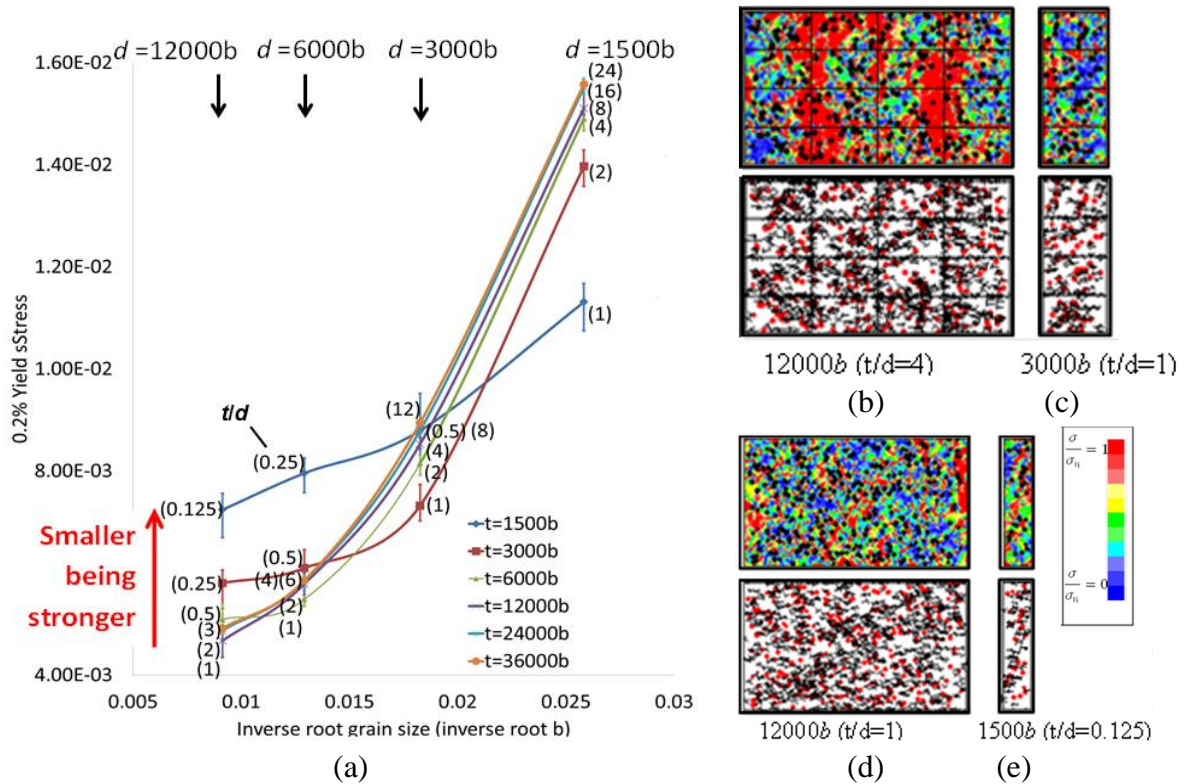 d =12000b d =6000b d =3000b d =1500b
1.60E-02
1.40E-02
1.20E-02
1.00E-02
8.00E-03
4.00E-03
0.2% Yield sStress
(24)
(16)
(8)
(4)
(2)
(1)
t/d
(12)
(0.5) (8)
(4)
(2)
(1)
(0.25)
(0.5)
(4)(6)
(2)
(1)
(0.125)
(0.25)
(0.5)
(3)
(2)
(1)
Smaller
being
stronger
t=1500b
t=3000b
t=6000b
t=12000b
t=24000b
t=36000b
0.005 0.01 0.015 0.02 0.025 0.03
Inverse root grain size (inverse root b)
(a)
12000b (t/d=4) 3000b (t/d=1)
(b) (c)
σ/σn = 1
σ/σn = 0
12000b (t/d=1) 1500b (t/d=0.125)
(d) (e)